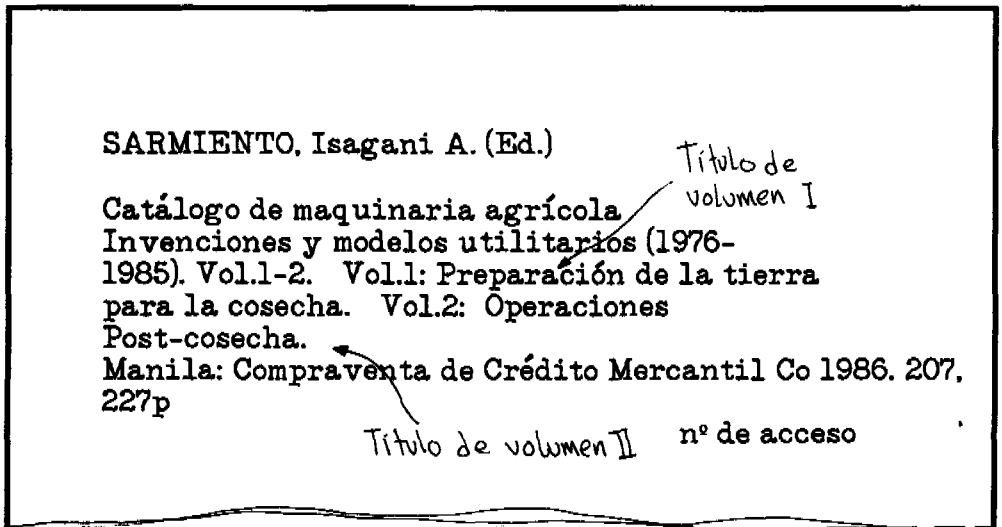 SARMIENTO, Isagani A. (Ed.)
Título de
volumen I
Catálogo de maquinaria agrícola
Invenciones y modelos utilitarios (1976-
1985). Vol.1-2. Vol.1: Preparación de la tierra
para la cosecha. Vol.2: Operaciones
Post-cosecha.
Manila: Compraventa de Crédito Mercantil Co 1986. 207,
227p
Título de volumen II
nº de acceso